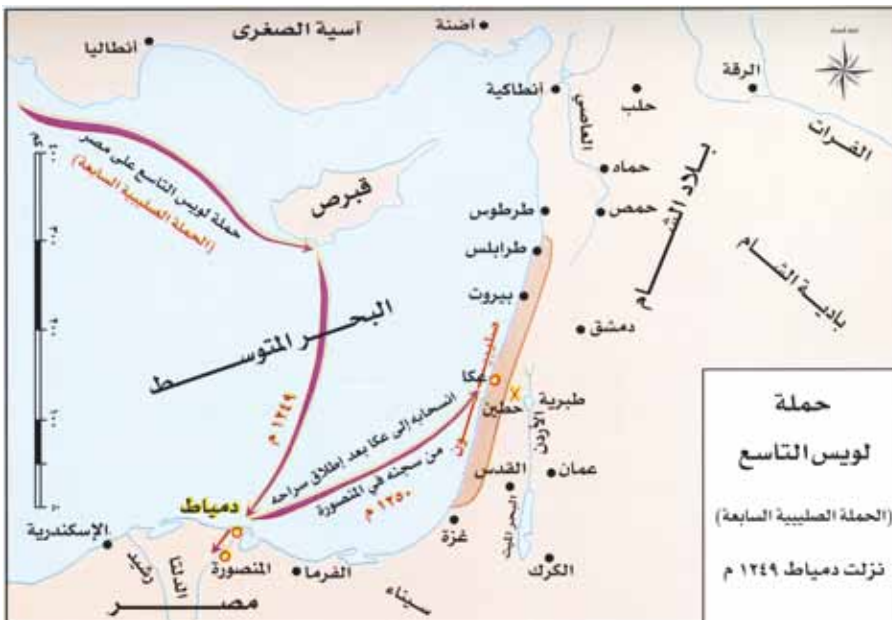 آسية الصغرى
أضنة
أنطاليا
الرقة
أنطاكية
حلب
العاصي
الفرات
حماد
بلاد الشام
حملة لويس التاسع على مصر
(الحملة الصليبية السابعة)
قبرص
طرطوس
حمص
طرابلس
بادية الشام
بيروت
البحر المتوسط
دمشق
صليبيون
عكا
طبرية
حطين
الأردن
١٢٤٩ م
انسحابه إلى عكا بعد إطلاق سراحه
من سجنه في المنصورة
١٢٥٠ م
القدس
عمان
دمياط
البحر الميت
الإسكندرية
غزة
رشيد
الدلتا
المنصورة
الفرما
الكرك
سيناء
مصر
حملة
لويس التاسع
(الحملة الصليبية السابعة)
نزلت دمياط ١٢٤٩ م